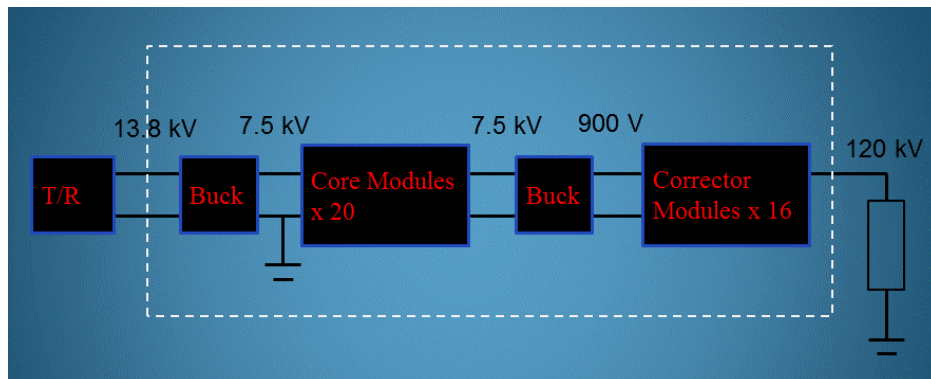 13.8 kV
7.5 kV
7.5 kV
900 V
120 kV
T/R
Buck
Core Modules
x 20
Buck
Corrector
Modules x 16